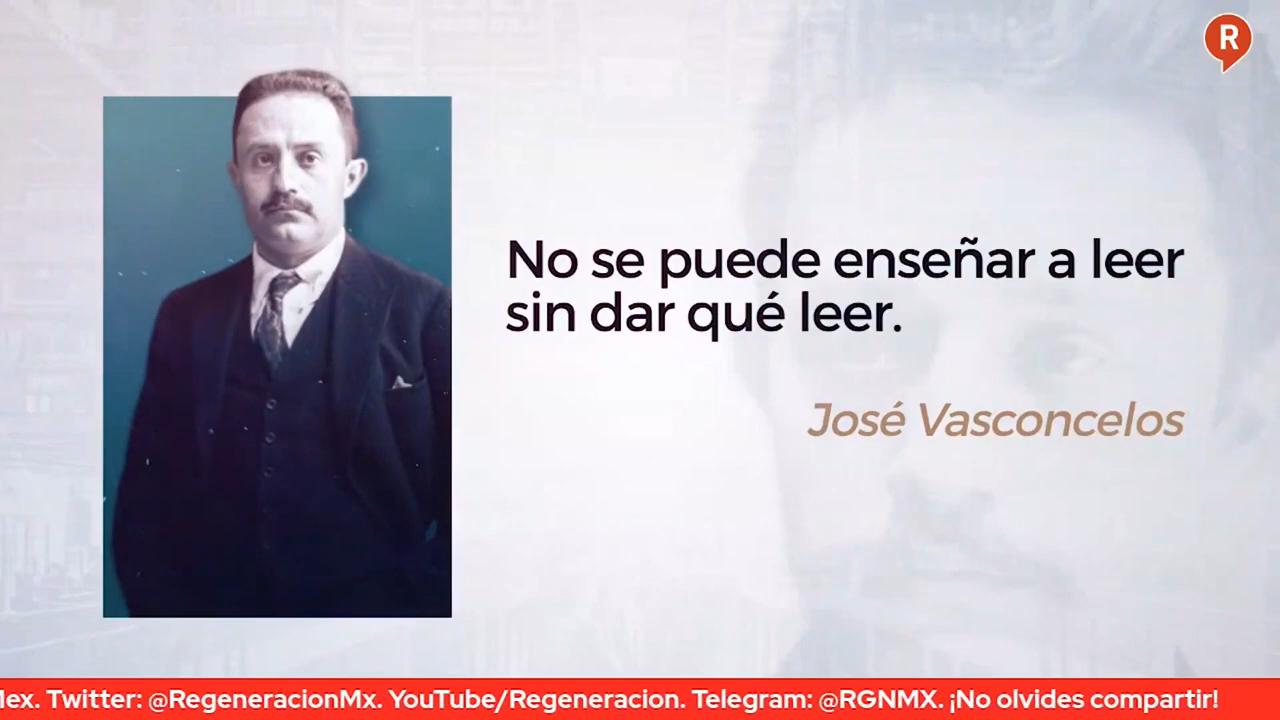 R
No se puede enseñar a leer
sin dar qué leer.
José Vasconcelos
Mex. Twitter: @RegeneracionMx. YouTube/Regeneracion. Telegram: @RGNMX. ¡No olvides compartir!